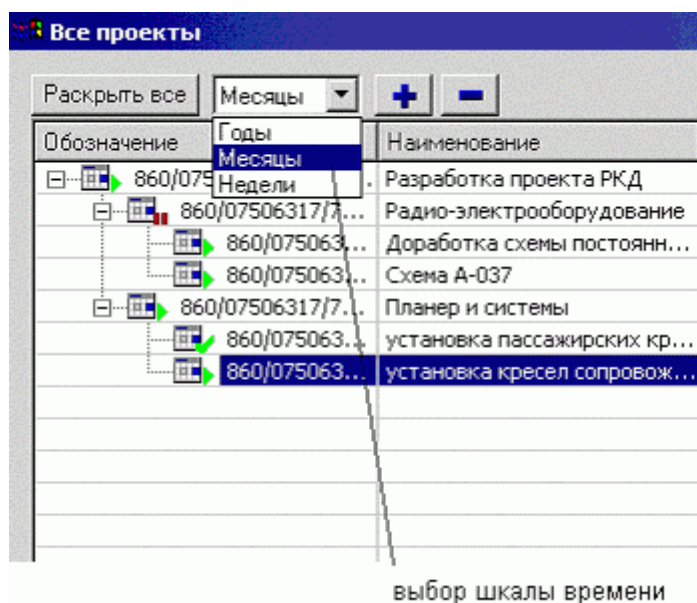 Все проекты
Раскрыть все Месяцы
Обозначение Годы Наименование
Месяцы
860/075 Недели . Разработка проекта РКД
860/07506317/7... Радио-электрооборудование
860/075063... Доработка схемы постоянн...
860/075063... Схема А-037
860/07506317/7... Планер и системы
860/075063... установка пассажирских кр...
860/075063... установка кресел сопровож...
выбор шкалы времени